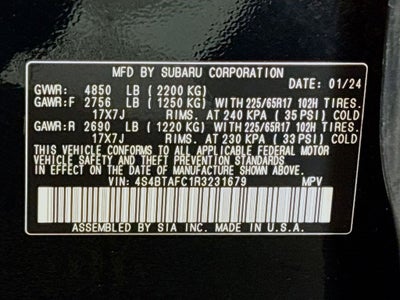 MFD BY SUBARU CORPORATION
DATE: 01/24
GVWR: 4850 LB (2200 KG)
GAWR:F 2756 LB (1250 KG) WITH 225/65R17 102H TIRES.
17X7J RIMS. AT 240 KPA (35 PSI) COLD
GAWR:R 2690 LB (1220 KG) WITH 225/65R17 102H TIRES.
17X7J RIMS. AT 230 KPA (33 PSI) COLD
THIS VEHICLE CONFORMS TO ALL APPLICABLE FEDERAL MOTOR
VEHICLE SAFETY AND THEFT PREVENTION STANDARDS IN
EFFECT ON THE DATE OF MANUFACTURE SHOWN ABOVE.
VIN: 4S4BTAFC1R3231679 MPV
ASSEMBLED BY SIA INC. MADE IN U.S.A.